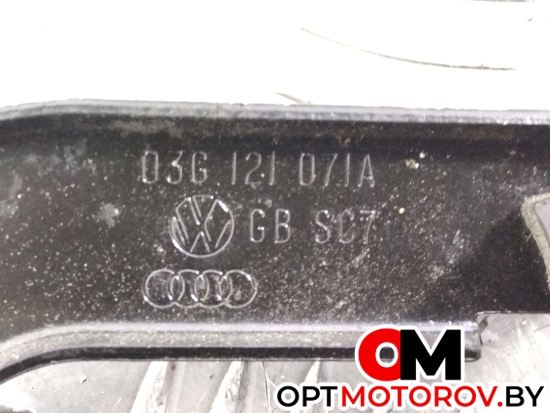 03G 121 071A
GB SC7
OM
OPTMOTOROV.BY